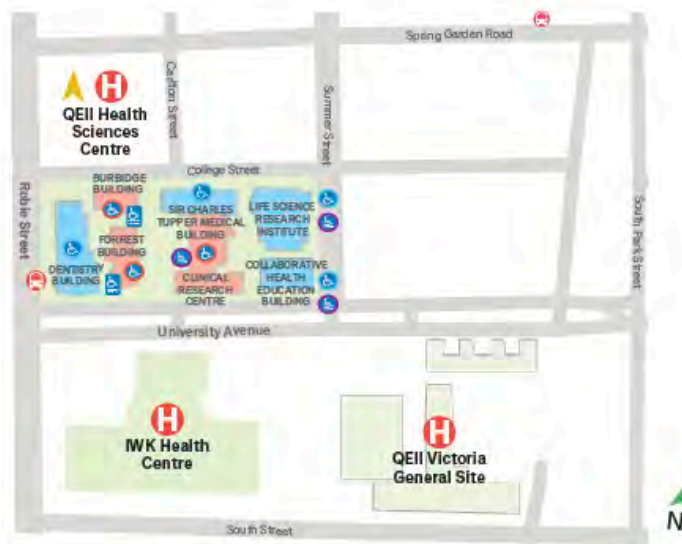 Spring Garden Road
Carlton Street
Summer Street
H
QEII Health
Sciences
Centre
College Street
Robie Street
South Park Street
BURBIDGE
BUILDING
SIR CHARLES
TUPPER MEDICAL
BUILDING
LIFE SCIENCE
RESEARCH
INSTITUTE
FORREST
BUILDING
DENTISTRY
BUILDING
CLINICAL
RESEARCH
CENTRE
COLLABORATIVE
HEALTH
EDUCATION
BUILDING
University Avenue
H
IWK Health
Centre
H
QEII Victoria
General Site
South Street
N